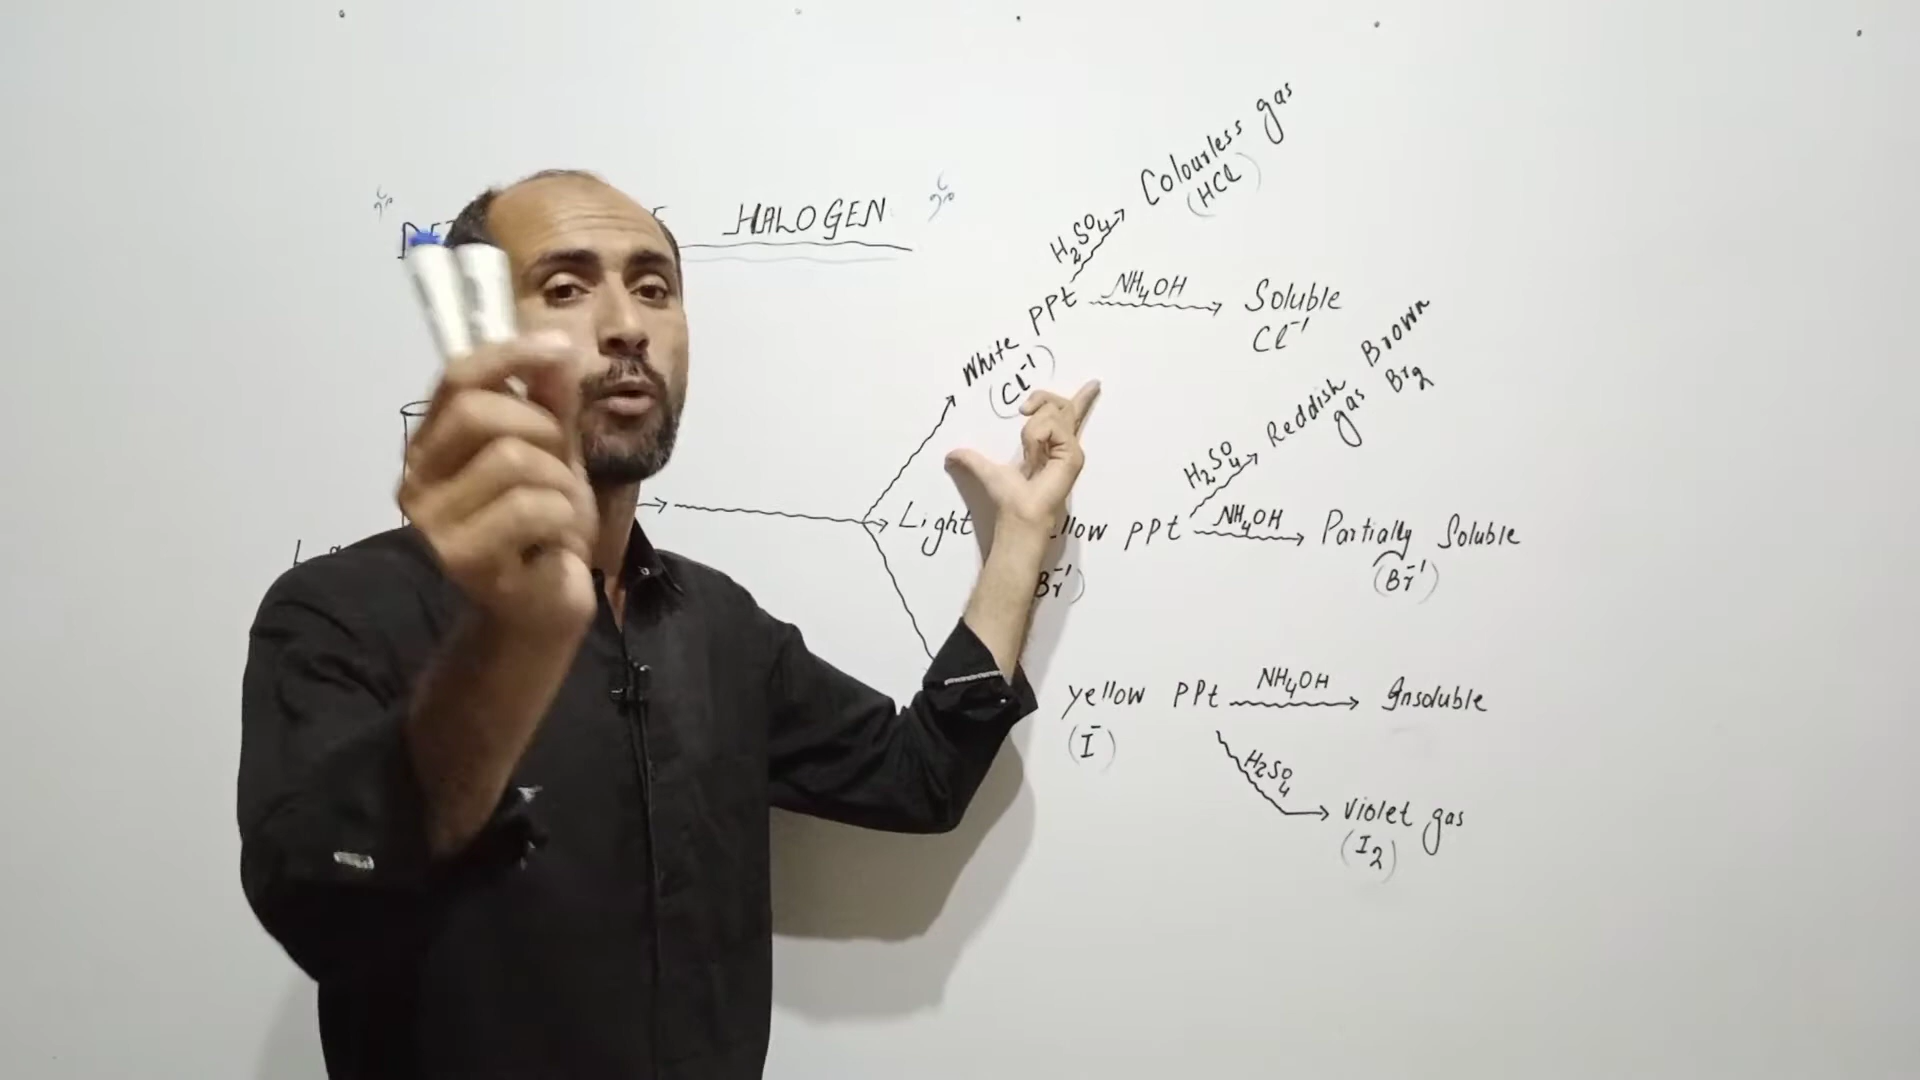 HALOGEN
H2SO4
Colourless gas
(HCl)
White PPt
(Cl⁻¹)
NH4OH
Soluble
Cl⁻¹
Light
llow PPt
Br⁻¹)
H2SO4
Reddish Brown
gas Br2
NH4OH
Partially Soluble
(Br⁻¹)
yellow PPt
(I⁻)
NH4OH
Insoluble
H2SO4
Violet gas
(I2)